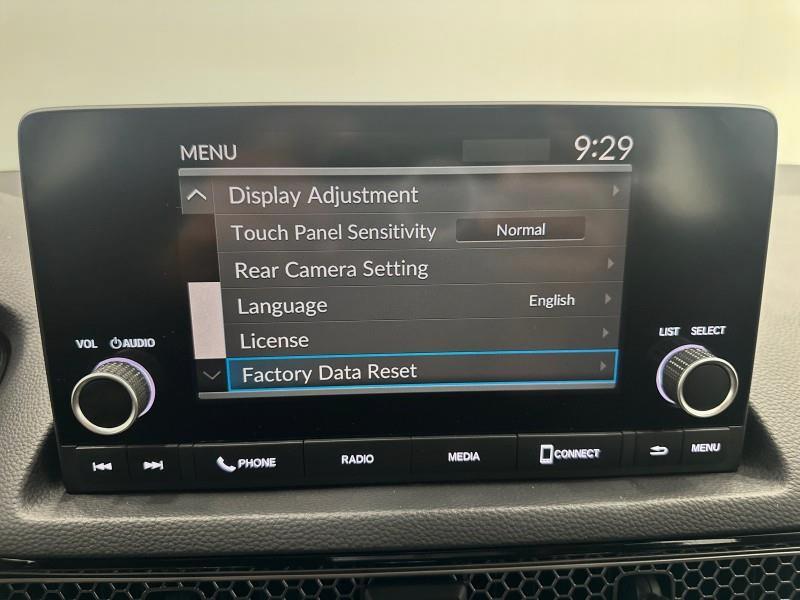 MENU 9:29
Display Adjustment
Touch Panel Sensitivity Normal
Rear Camera Setting
Language English
License
Factory Data Reset
VOL AUDIO
LIST SELECT
PHONE RADIO MEDIA CONNECT MENU